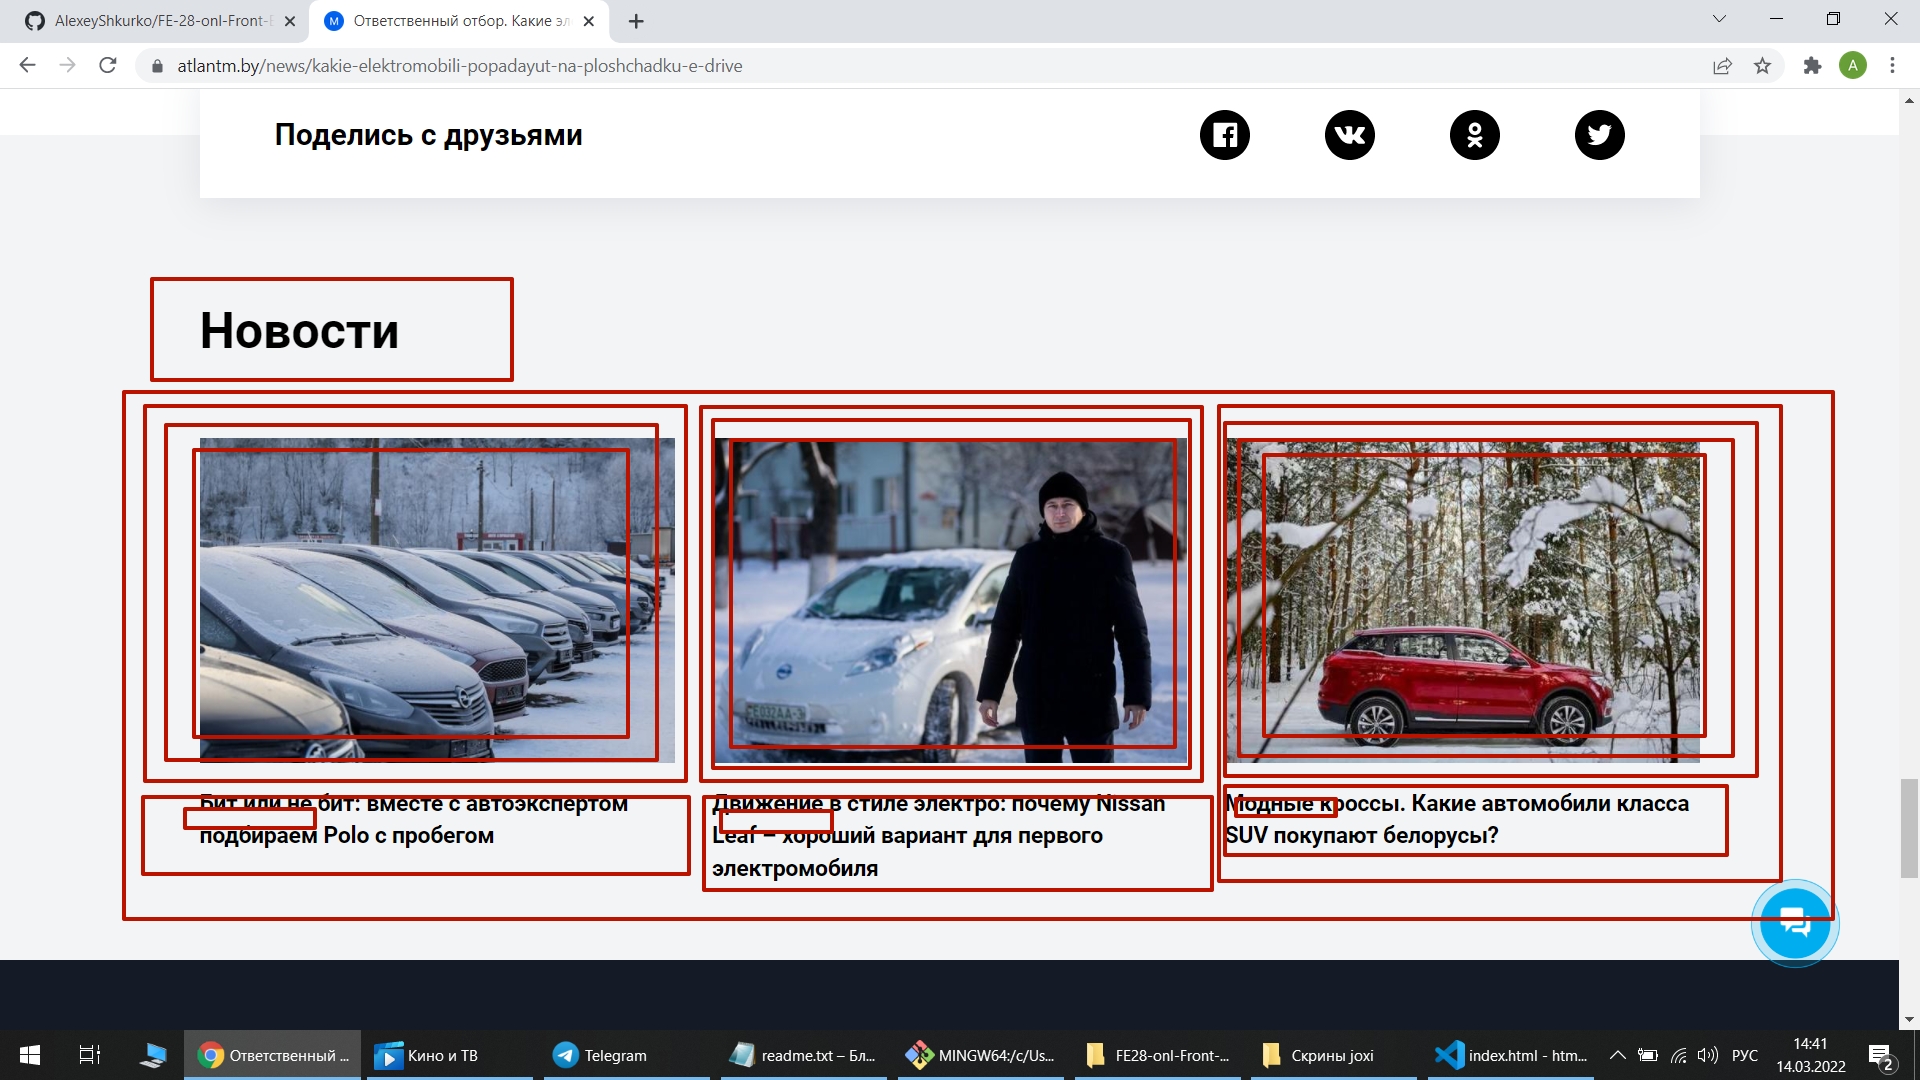 AlexeyShkurko/FE-28-onl-Front-E
Ответственный отбор. Какие эл
atlantm.by/news/kakie-elektromobili-popadayut-na-ploshchadku-e-drive
A
Поделись с друзьями
Новости
Бит или не бит: вместе с автоэкспертом
подбираем Polo с пробегом
Движение в стиле электро: почему Nissan
Leaf – хороший вариант для первого
электромобиля
Модные кроссы. Какие автомобили класса
SUV покупают белорусы?
Ответственный ...
Кино и ТВ
Telegram
readme.txt – Бл...
MINGW64:/c/Us...
FE28-onl-Front-...
Скрины joxi
index.html - htm...
РУС
14:41
14.03.2022
2